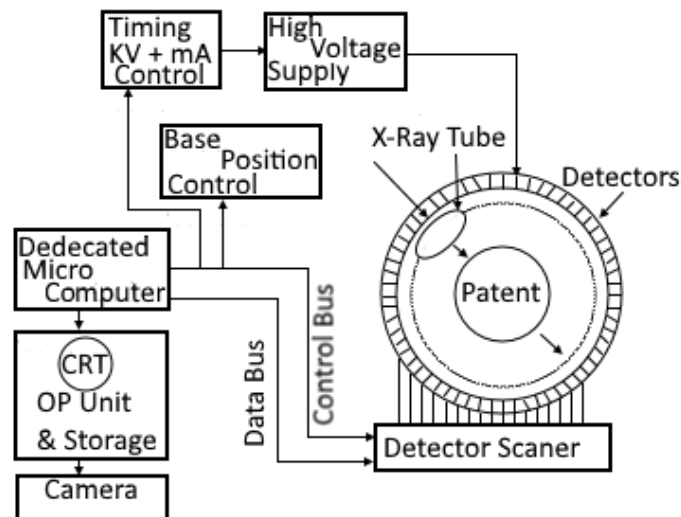 Timing
KV + mA
Control
High
Voltage
Supply
X-Ray Tube
Detectors
Base
Position
Control
Dedecated
Micro
Computer
Patent
CRT
OP Unit
& Storage
Data Bus
Control Bus
Detector Scaner
Camera